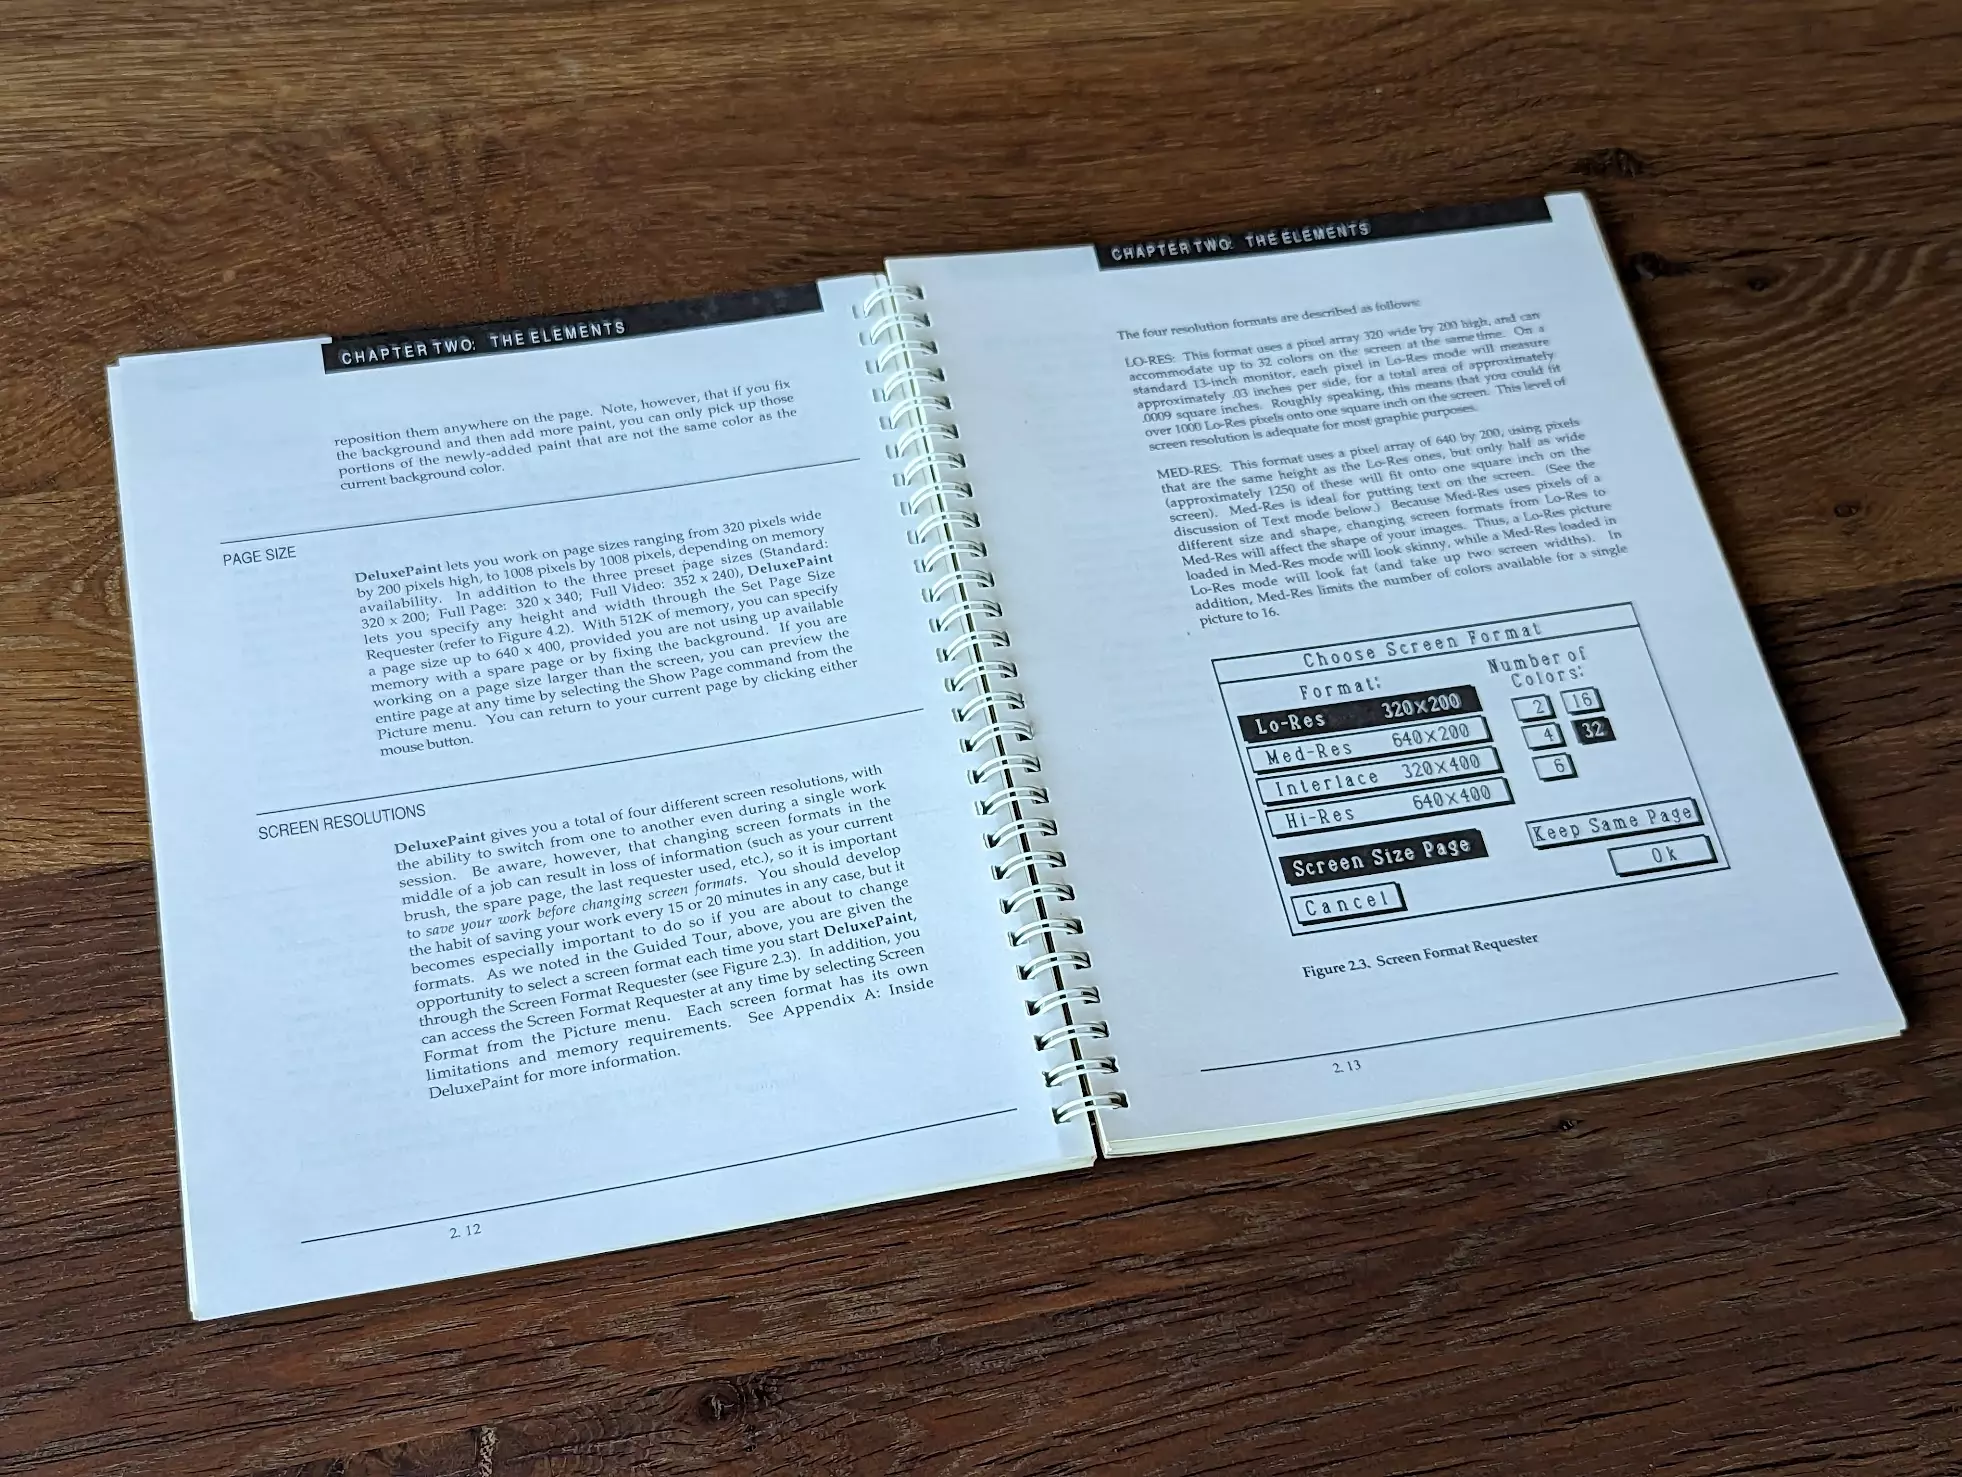 CHAPTER TWO: THE ELEMENTS
reposition them anywhere on the page. Note, however, that if you fix
the background and then add more paint, you can only pick up those
portions of the newly-added paint that are not the same color as the
current background color.
PAGE SIZE
DeluxePaint lets you work on page sizes ranging from 320 pixels wide
by 200 pixels high, to 1008 pixels by 1008 pixels, depending on memory
availability. In addition to the three preset page sizes (Standard:
320 x 200; Full Page: 320 x 340; Full Video: 352 x 240), DeluxePaint
lets you specify any height and width through the Set Page Size
Requester (refer to Figure 4.2). With 512K of memory, you can specify
a page size up to 640 x 400, provided you are not using up available
memory with a spare page or by fixing the background. If you are
working on a page size larger than the screen, you can preview the
entire page at any time by selecting the Show Page command from the
Picture menu. You can return to your current page by clicking either
mouse button.
SCREEN RESOLUTIONS
DeluxePaint gives you a total of four different screen resolutions, with
the ability to switch from one to another even during a single work
session. Be aware, however, that changing screen formats in the
middle of a job can result in loss of information (such as your current
brush, the spare page, the last requester used, etc.), so it is important
to save your work before changing screen formats. You should develop
the habit of saving your work every 15 or 20 minutes in any case, but it
becomes especially important to do so if you are about to change
formats. As we noted in the Guided Tour, above, you are given the
opportunity to select a screen format each time you start DeluxePaint,
through the Screen Format Requester (see Figure 2.3). In addition, you
can access the Screen Format Requester at any time by selecting Screen
Format from the Picture menu. Each screen format has its own
limitations and memory requirements. See Appendix A: Inside
DeluxePaint for more information.
2. 12
CHAPTER TWO: THE ELEMENTS
The four resolution formats are described as follows:
LO-RES: This format uses a pixel array 320 wide by 200 high, and can
accommodate up to 32 colors on the screen at the same time. On a
standard 13-inch monitor, each pixel in Lo-Res mode will measure
approximately .03 inches per side, for a total area of approximately
.0009 square inches. Roughly speaking, this means that you could fit
over 1000 Lo-Res pixels onto one square inch on the screen. This level of
screen resolution is adequate for most graphic purposes.
MED-RES: This format uses a pixel array of 640 by 200, using pixels
that are the same height as the Lo-Res ones, but only half as wide
(approximately 1250 of these will fit onto one square inch on the
screen). Med-Res is ideal for putting text on the screen. (See the
discussion of Text mode below.) Because Med-Res uses pixels of a
different size and shape, changing screen formats from Lo-Res to
Med-Res will affect the shape of your images. Thus, a Lo-Res picture
loaded in Med-Res mode will look skinny, while a Med-Res loaded in
Lo-Res mode will look fat (and take up two screen widths). In
addition, Med-Res limits the number of colors available for a single
picture to 16.
Choose Screen Format
Format:
Number of
Colors:
Lo-Res 320×200
Med-Res 640×200
Interlace 320×400
Hi-Res 640×400
2 16
4 32
6
Screen Size Page
Keep Same Page
Cancel
Ok
Figure 2.3. Screen Format Requester
2. 13